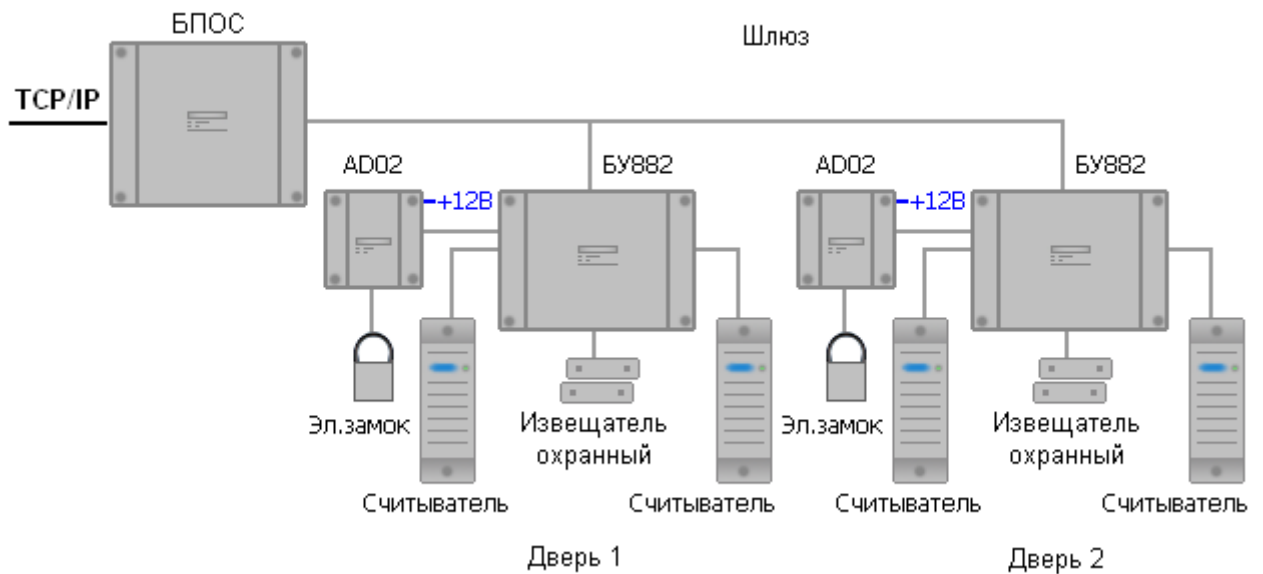 БПОС
Шлюз
TCP/IP
AD02
БУ882
AD02
БУ882
+12В
+12В
Эл.замок
Извещатель
охранный
Эл.замок
Извещатель
охранный
Считыватель
Считыватель
Считыватель
Считыватель
Дверь 1
Дверь 2